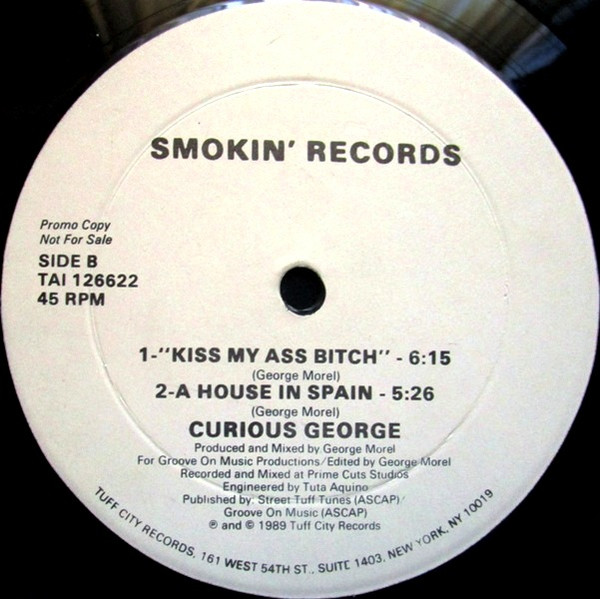 SMOKIN' RECORDS
Promo Copy
Not For Sale
SIDE B
TAI 126622
45 RPM
1-"KISS MY ASS BITCH" - 6:15
(George Morel)
2-A HOUSE IN SPAIN - 5:26
(George Morel)
CURIOUS GEORGE
Produced and Mixed by George Morel
For Groove On Music Productions/Edited by George Morel
Recorded and Mixed at Prime Cuts Studios
Engineered by Tuta Aquino
Published by: Street Tuff Tunes (ASCAP)/
Groove On Music (ASCAP)
℗ and © 1989 Tuff City Records
TUFF CITY RECORDS, 161 WEST 54TH ST., SUITE 1403, NEW YORK, NY 10019